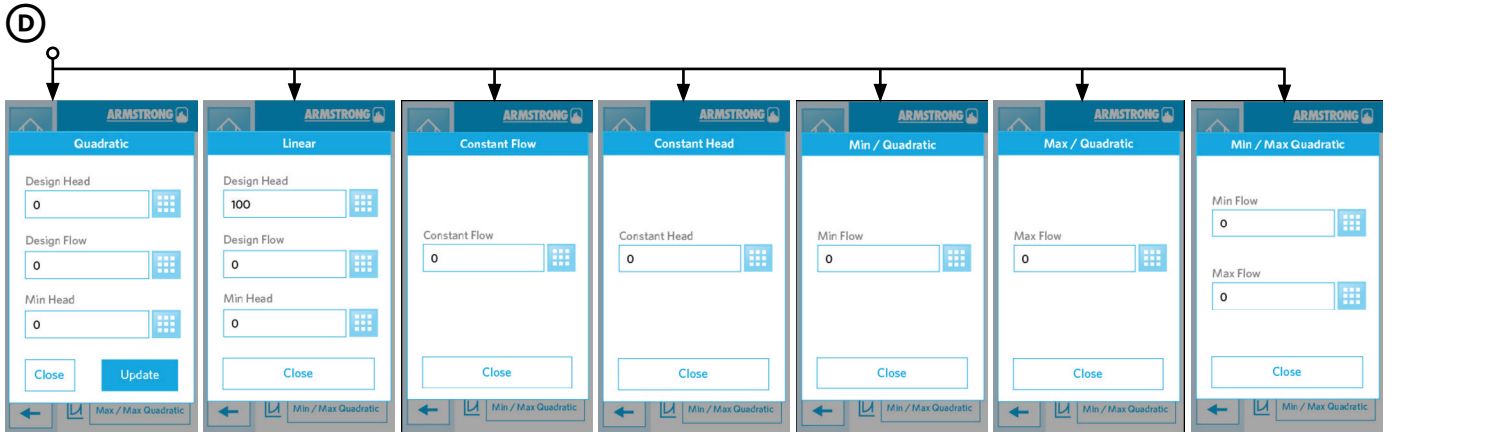 D
ARMSTRONG
Quadratic
Design Head
0
Design Flow
0
Min Head
0
Close Update
Max / Max Quadratic
ARMSTRONG
Linear
Design Head
100
Design Flow
0
Min Head
0
Close
Min / Max Quadratic
ARMSTRONG
Constant Flow
Constant Flow
0
Close
Min / Max Quadratic
ARMSTRONG
Constant Head
Constant Head
0
Close
Min / Max Quadratic
ARMSTRONG
Min / Quadratic
Min Flow
0
Close
Min / Max Quadratic
ARMSTRONG
Max / Quadratic
Max Flow
0
Close
Min / Max Quadratic
ARMSTRONG
Min / Max Quadratic
Min Flow
0
Max Flow
0
Close
Min / Max Quadratic